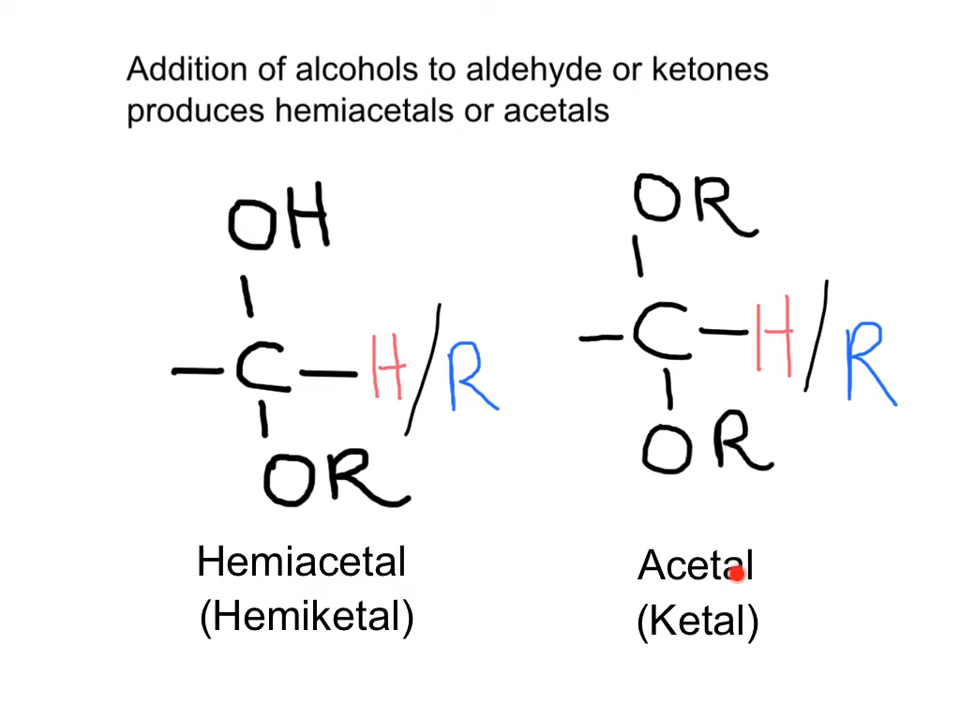 Addition of alcohols to aldehyde or ketones
produces hemiacetals or acetals
OH
C H/R
OR
OR
C H/R
OR
Hemiacetal
(Hemiketal)
Acetal
(Ketal)